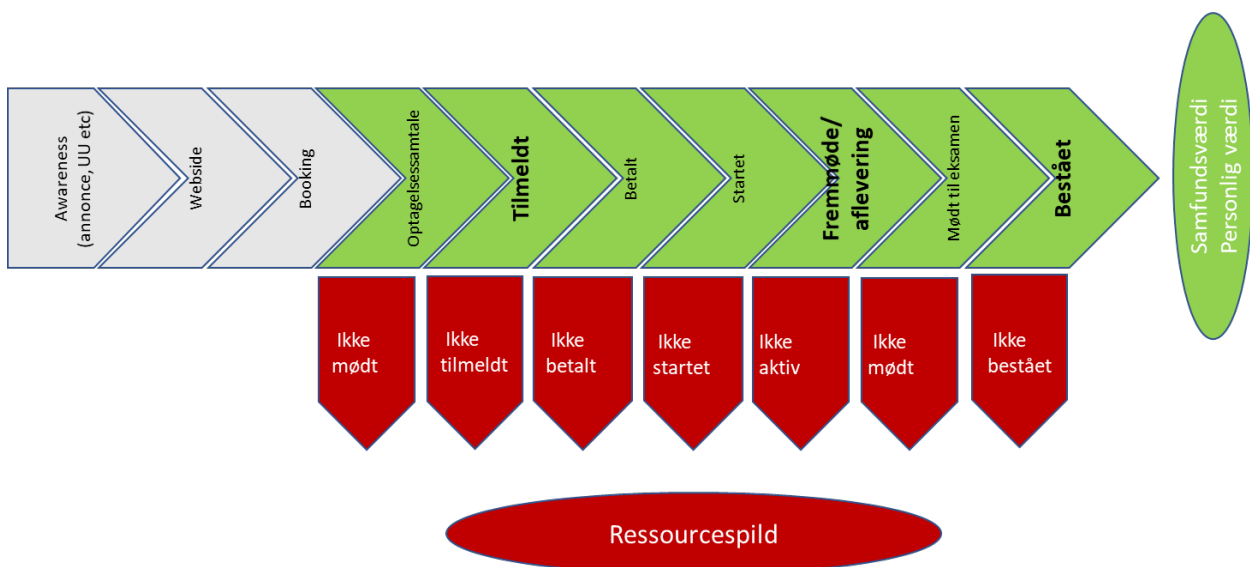 Awareness
(annonce, UU etc)
Webside
Booking
Optagelsessamtale
Tilmeldt
Betalt
Startet
Fremmøde/
aflevering
Mødt til eksamen
Bestået
Samfundsværdi
Personlig værdi
Ikke
mødt
Ikke
tilmeldt
Ikke
betalt
Ikke
startet
Ikke
aktiv
Ikke
mødt
Ikke
bestået
Ressourcespild